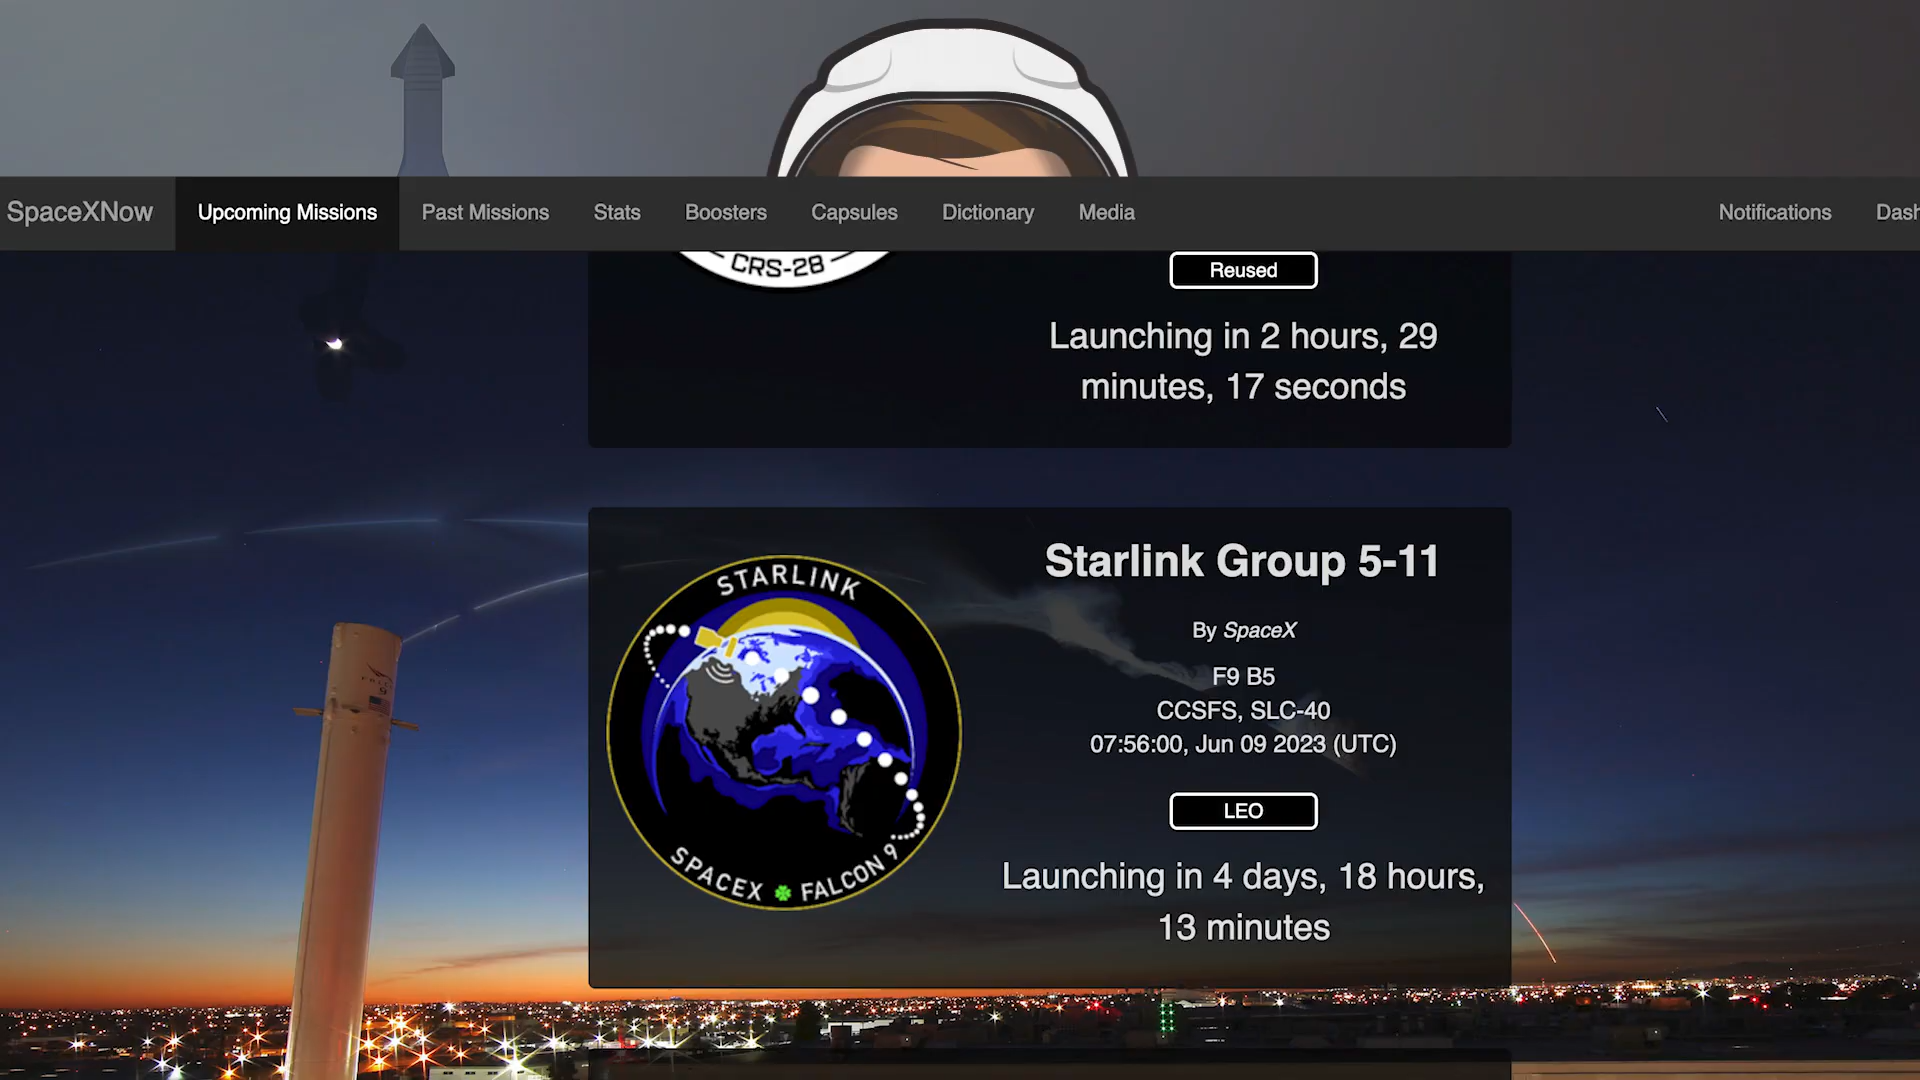 SpaceXNow Upcoming Missions Past Missions Stats Boosters Capsules Dictionary Media Notifications Dash
CRS-28
Reused
Launching in 2 hours, 29
minutes, 17 seconds
STARLINK
SPACEX FALCON 9
Starlink Group 5-11
By SpaceX
F9 B5
CCSFS, SLC-40
07:56:00, Jun 09 2023 (UTC)
LEO
Launching in 4 days, 18 hours,
13 minutes